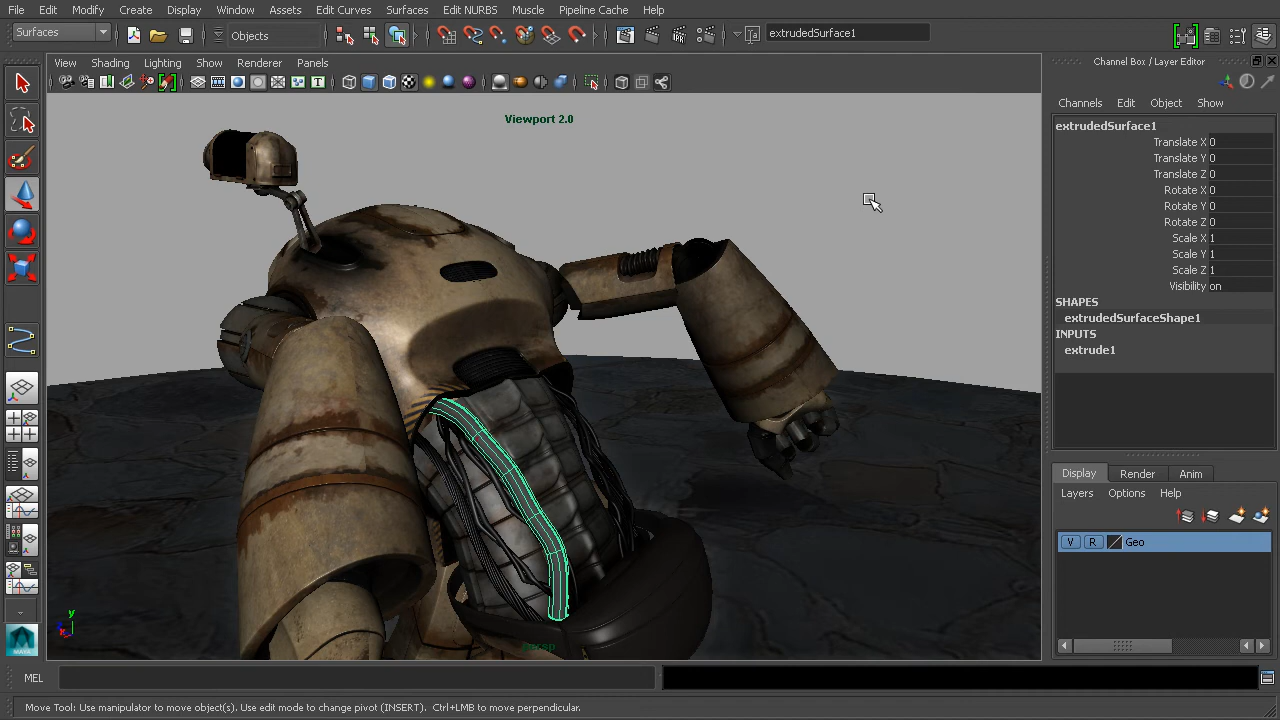 File Edit Modify Create Display Window Assets Edit Curves Surfaces Edit NURBS Muscle Pipeline Cache Help
Surfaces Objects extrudedSurface1
View Shading Lighting Show Renderer Panels
Channel Box / Layer Editor
Viewport 2.0
Channels Edit Object Show
extrudedSurface1
Translate X 0
Translate Y 0
Translate Z 0
Rotate X 0
Rotate Y 0
Rotate Z 0
Scale X 1
Scale Y 1
Scale Z 1
Visibility on
SHAPES
extrudedSurfaceShape1
INPUTS
extrude1
Display Render Anim
Layers Options Help
V R Geo
y
x
persp
MEL
Move Tool: Use manipulator to move object(s). Use edit mode to change pivot (INSERT). Ctrl+LMB to move perpendicular.